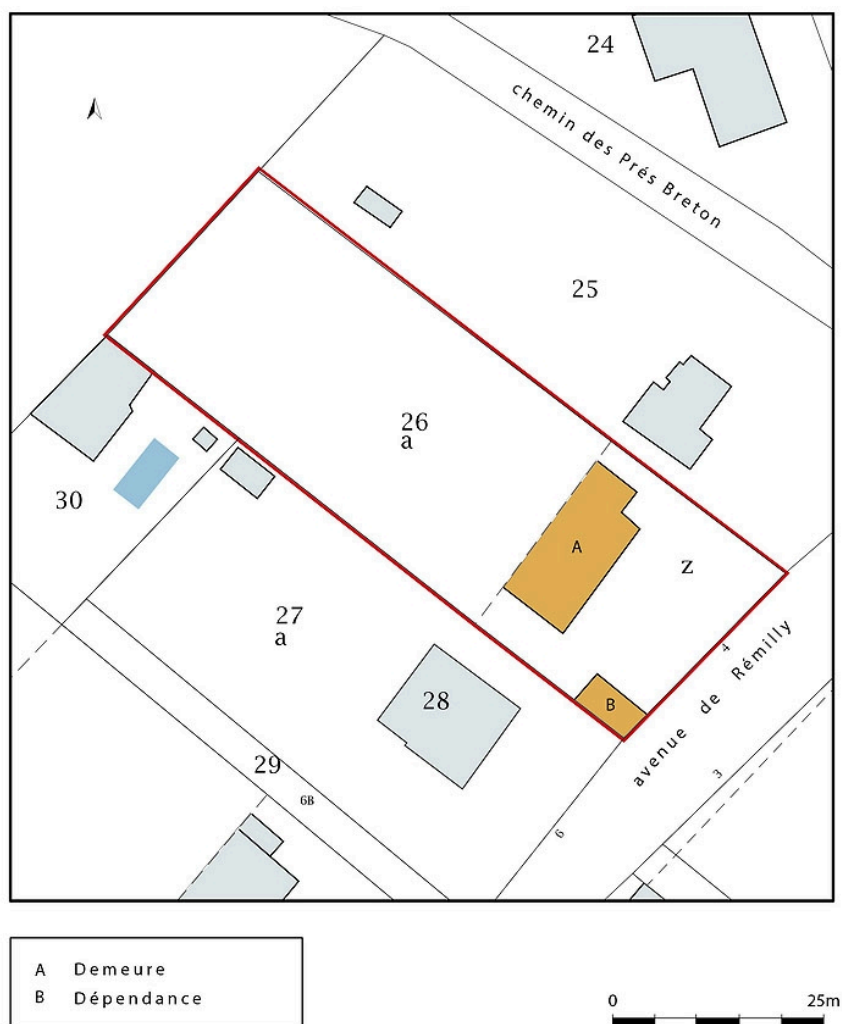 24
chemin des Prés Breton
25
26
a
30
A
z
27
a
4
avenue de Rémilly
28
B
29
3
6B
6
A Demeure
B Dépendance
0 25m